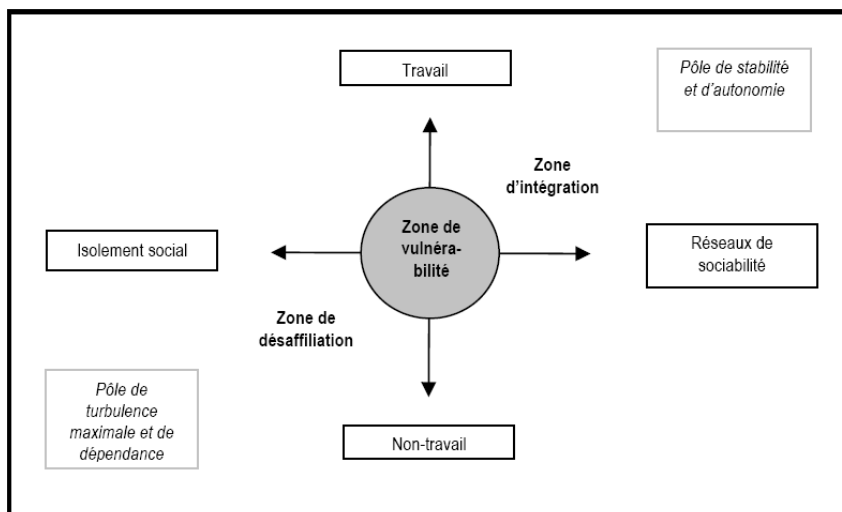 Travail
Pôle de stabilité
et d'autonomie
Zone
d'intégration
Isolement social
Zone de
vulnéra-
bilité
Réseaux de
sociabilité
Zone de
désaffiliation
Pôle de
turbulence
maximale et de
dépendance
Non-travail